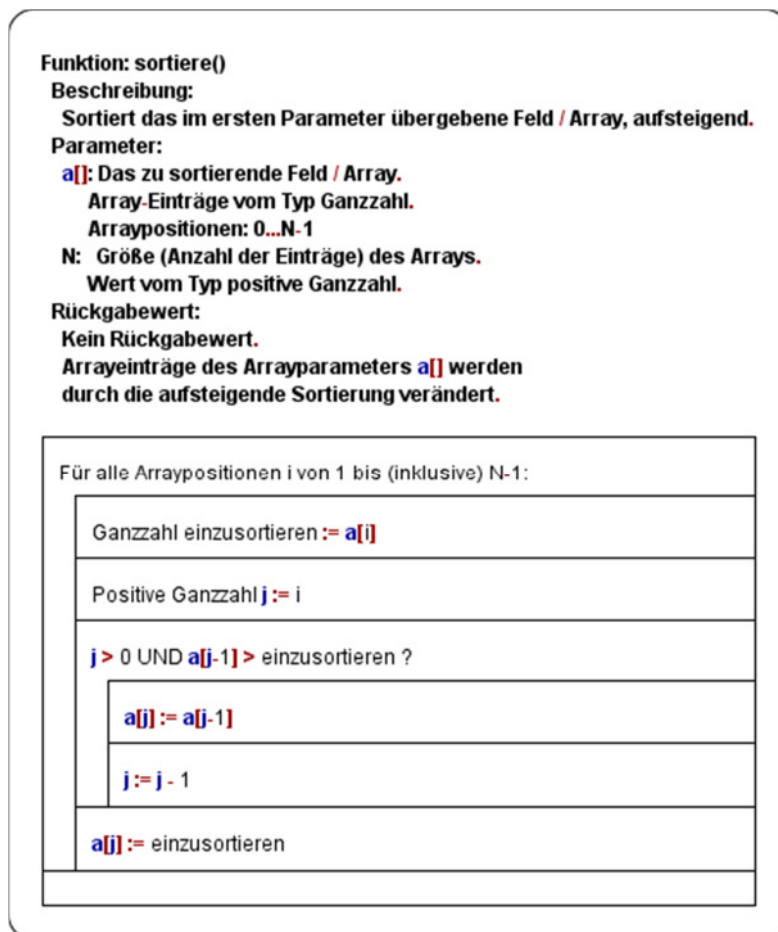 Funktion: sortiere()
Beschreibung:
Sortiert das im ersten Parameter übergebene Feld / Array, aufsteigend.
Parameter:
a[]: Das zu sortierende Feld / Array.
Array-Einträge vom Typ Ganzzahl.
Arraypositionen: 0...N-1
N: Größe (Anzahl der Einträge) des Arrays.
Wert vom Typ positive Ganzzahl.
Rückgabewert:
Kein Rückgabewert.
Arrayeinträge des Arrayparameters a[] werden
durch die aufsteigende Sortierung verändert.
Für alle Arraypositionen i von 1 bis (inklusive) N-1:
Ganzzahl einzusortieren := a[i]
Positive Ganzzahl j := i
j > 0 UND a[j-1] > einzusortieren ?
a[j] := a[j-1]
j := j - 1
a[j] := einzusortieren